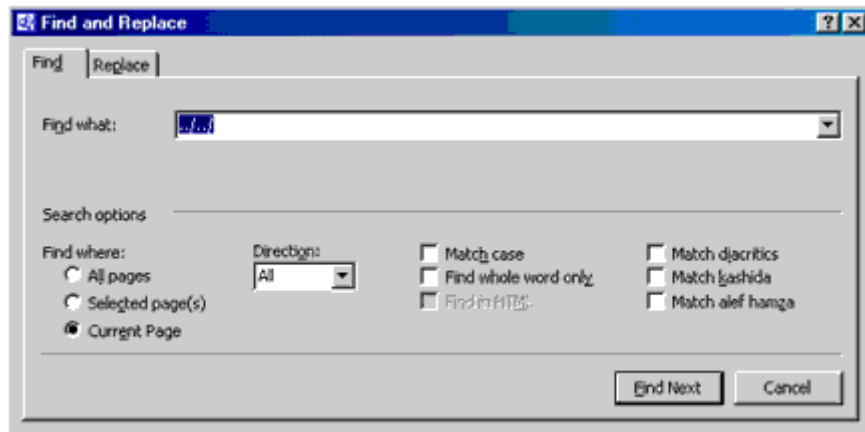 Find and Replace
Find Replace
Find what: ../../
Search options
Find where: Direction: Match case Match diacritics
All pages All Find whole word only Match kashida
Selected page(s) Find in HTML Match alef hamza
Current Page
Find Next Cancel